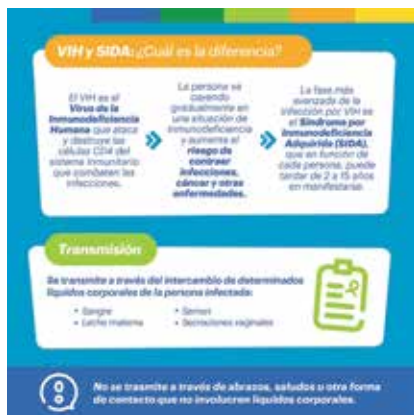 VIH y SIDA: ¿Cuál es la diferencia?
El VIH es el
Virus de la
Inmunodeficiencia
Humana que ataca
y destruye las
células CD4 del
sistema inmunitario
que combaten las
infecciones.
La persona va
cayendo
gradualmente en
una situación de
inmunodeficiencia
y aumenta el
riesgo de
contraer
infecciones,
cáncer y otras
enfermedades.
La fase más
avanzada de la
infección por VIH es
el Síndrome por
Inmunodeficiencia
Adquirida (SIDA),
que en función de
cada persona, puede
tardar de 2 a 15 años
en manifestarse.
Transmisión
Se transmite a través del intercambio de determinados
líquidos corporales de la persona infectada:
• Sangre
• Leche materna
• Semen
• Secreciones vaginales
No se trasmite a través de abrazos, saludos u otra forma
de contacto que no involucren líquidos corporales.